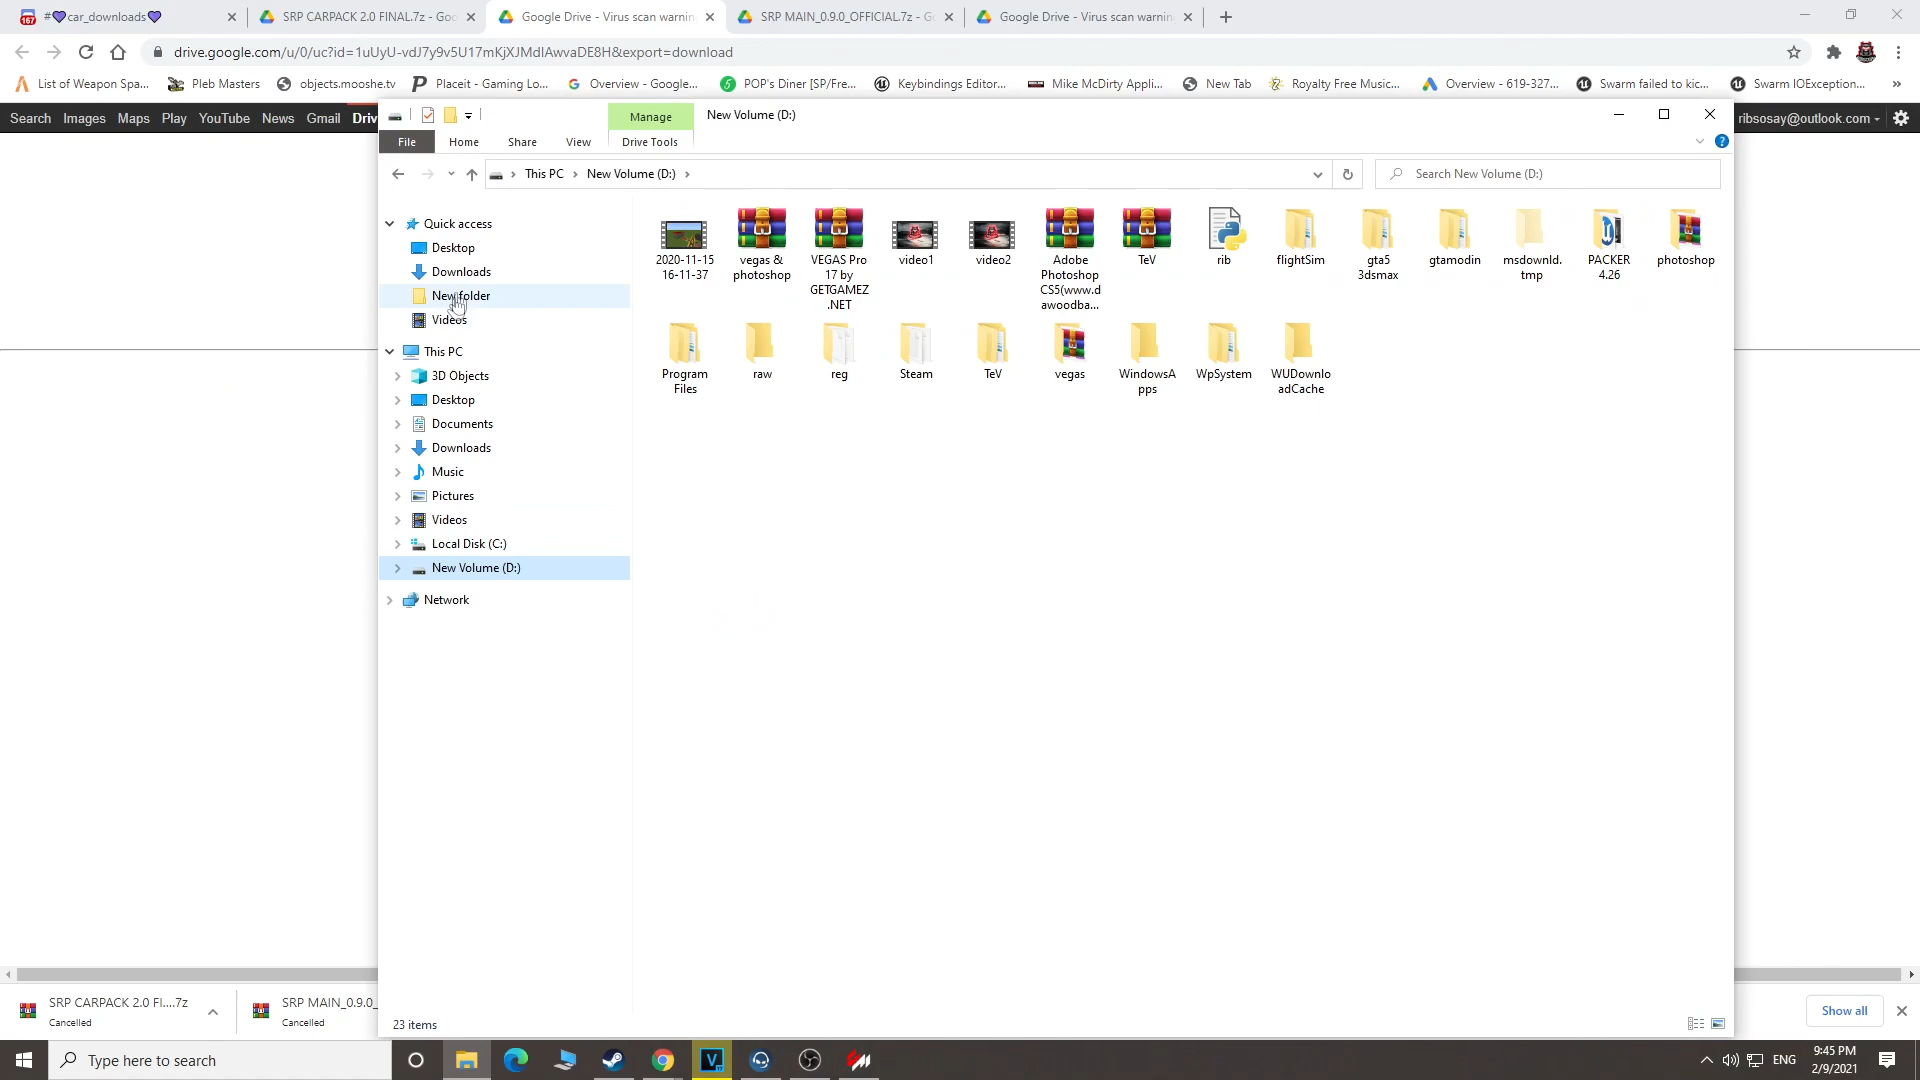 #💜car_downloads💜
SRP CARPACK 2.0 FINAL.7z - Goo
Google Drive - Virus scan warnin
SRP MAIN_0.9.0_OFFICIAL.7z - G
Google Drive - Virus scan warnin
drive.google.com/u/0/uc?id=1uUyU-vdJ7y9v5U17mKjXJMdlAwvaDE8H&export=download
List of Weapon Spa...
Pleb Masters
objects.mooshe.tv
Placeit - Gaming Lo...
Overview - Google...
POP's Diner [SP/Fre...
Keybindings Editor...
Mike McDirty Appli...
New Tab
Royalty Free Music...
Overview - 619-327...
Swarm failed to kic...
Swarm IOException...
»
Search Images Maps Play YouTube News Gmail Driv
ribsosay@outlook.com
Manage
New Volume (D:)
File
Home
Share
View
Drive Tools
This PC > New Volume (D:) >
Search New Volume (D:)
Quick access
Desktop
Downloads
New folder
Videos
This PC
3D Objects
Desktop
Documents
Downloads
Music
Pictures
Videos
Local Disk (C:)
New Volume (D:)
Network
2020-11-15
16-11-37
vegas &
photoshop
VEGAS Pro
17 by
GETGAMEZ
.NET
video1
video2
Adobe
Photoshop
CS5(www.d
awoodba...
TeV
rib
flightSim
gta5
3dsmax
gtamodin
msdownld.
tmp
PACKER
4.26
photoshop
Program
Files
raw
reg
Steam
TeV
vegas
WindowsA
pps
WpSystem
WUDownlo
adCache
23 items
SRP CARPACK 2.0 FI....7z
Cancelled
SRP MAIN_0.9.0_
Cancelled
Show all
Type here to search
ENG
9:45 PM
2/9/2021